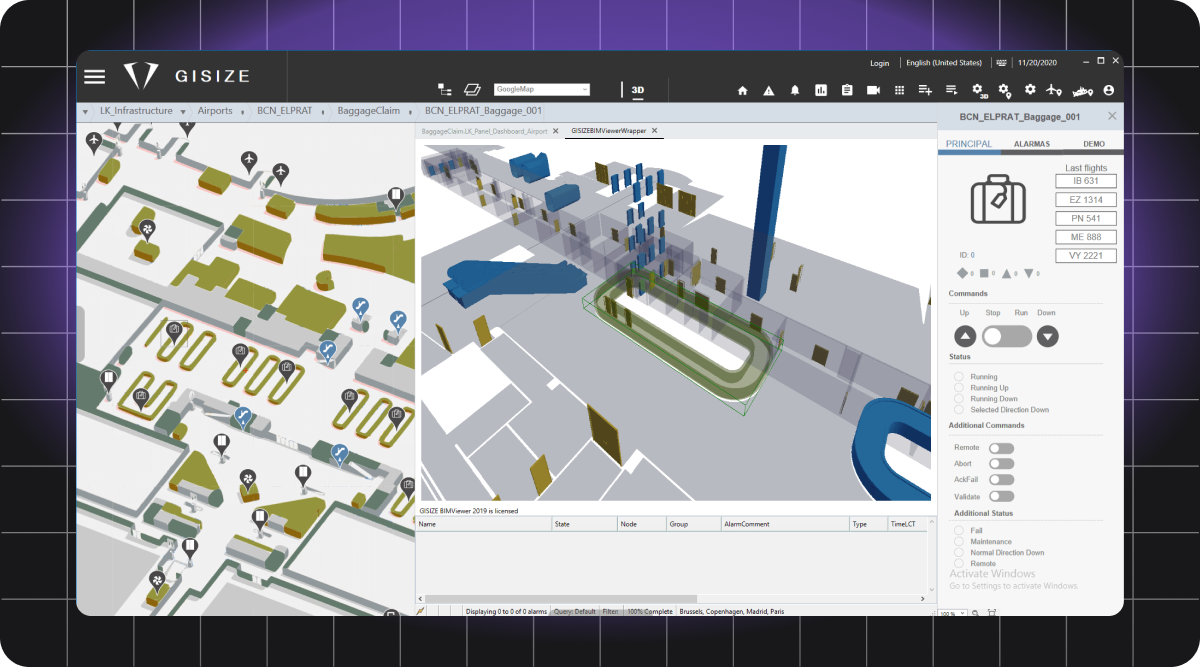 GISIZE
Login
English (United States)
11/20/2020
GoogleMap
3D
3D
LK_Infrastructure
Airports
BCN_ELPRAT
BaggageClaim
BCN_ELPRAT_Baggage_001
BaggageClaim.LK_Panel_Dashboard_Airport
GISIZEBIMViewerWrapper
BCN_ELPRAT_Baggage_001
PRINCIPAL
ALARMAS
DEMO
Last flights
IB 631
EZ 1314
PN 541
ME 888
VY 2221
ID: 0
0 0 0 0
Commands
Up Stop Run Down
Status
Running
Running Up
Running Down
Selected Direction Down
Additional Commands
Remote
Abort
AckFail
Validate
Additional Status
Fail
Maintenance
Normal Direction Down
Remote
Activate Windows
Go to Settings to activate Windows.
100 %
GISIZE BIMViewer 2019 is licensed
Name State Node Group AlarmComment Type TimeLCT
Displaying 0 to 0 of 0 alarms Query: Default Filter: 100% Complete Brussels, Copenhagen, Madrid, Paris